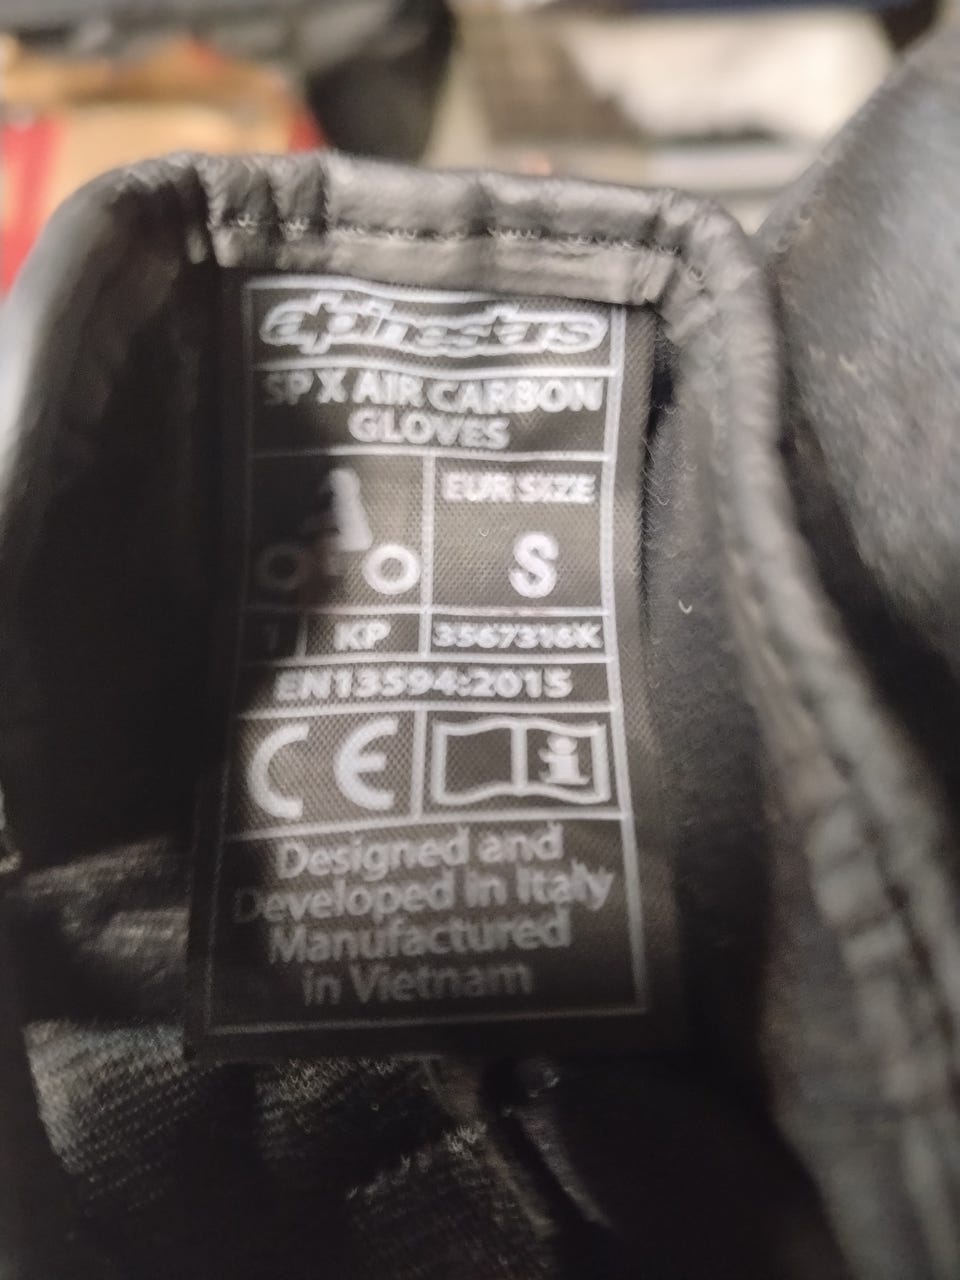 alpinestars
SP X AIR CARBON
GLOVES
EUR SIZE
S
1 KP 3567316K
EN13594:2015
CE i
Designed and
Developed in Italy
Manufactured
in Vietnam